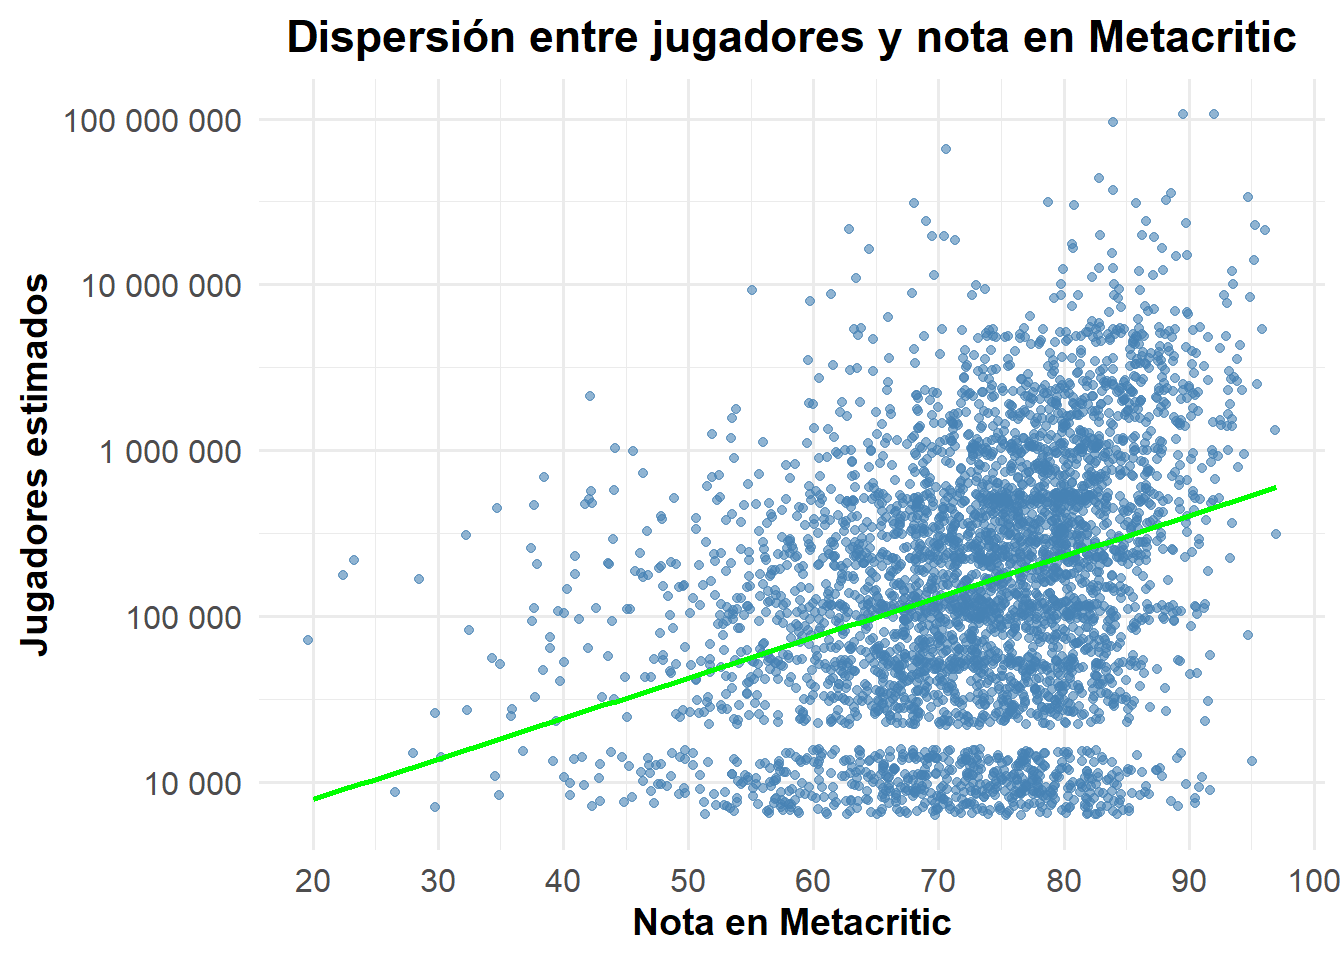 Dispersión entre jugadores y nota en Metacritic
Jugadores estimados
100 000 000
10 000 000
1 000 000
100 000
10 000
20 30 40 50 60 70 80 90 100
Nota en Metacritic